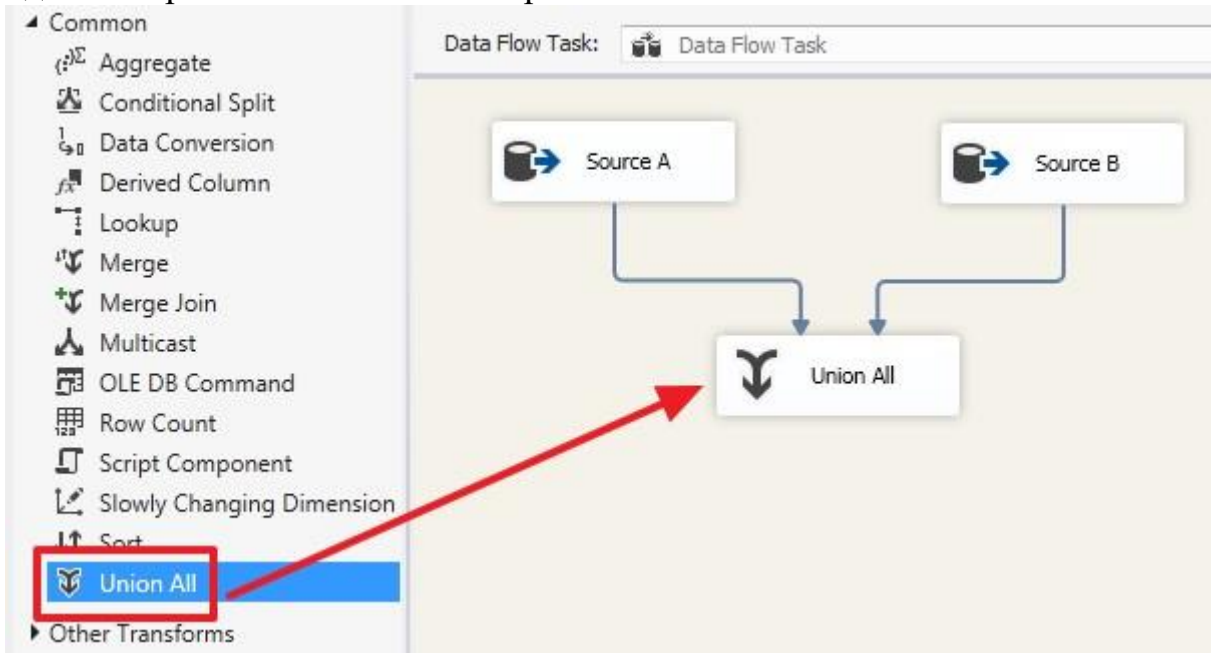 Common
Aggregate
Conditional Split
Data Conversion
Derived Column
Lookup
Merge
Merge Join
Multicast
OLE DB Command
Row Count
Script Component
Slowly Changing Dimension
Sort
Union All
Other Transforms
Data Flow Task: Data Flow Task
Source A
Source B
Union All